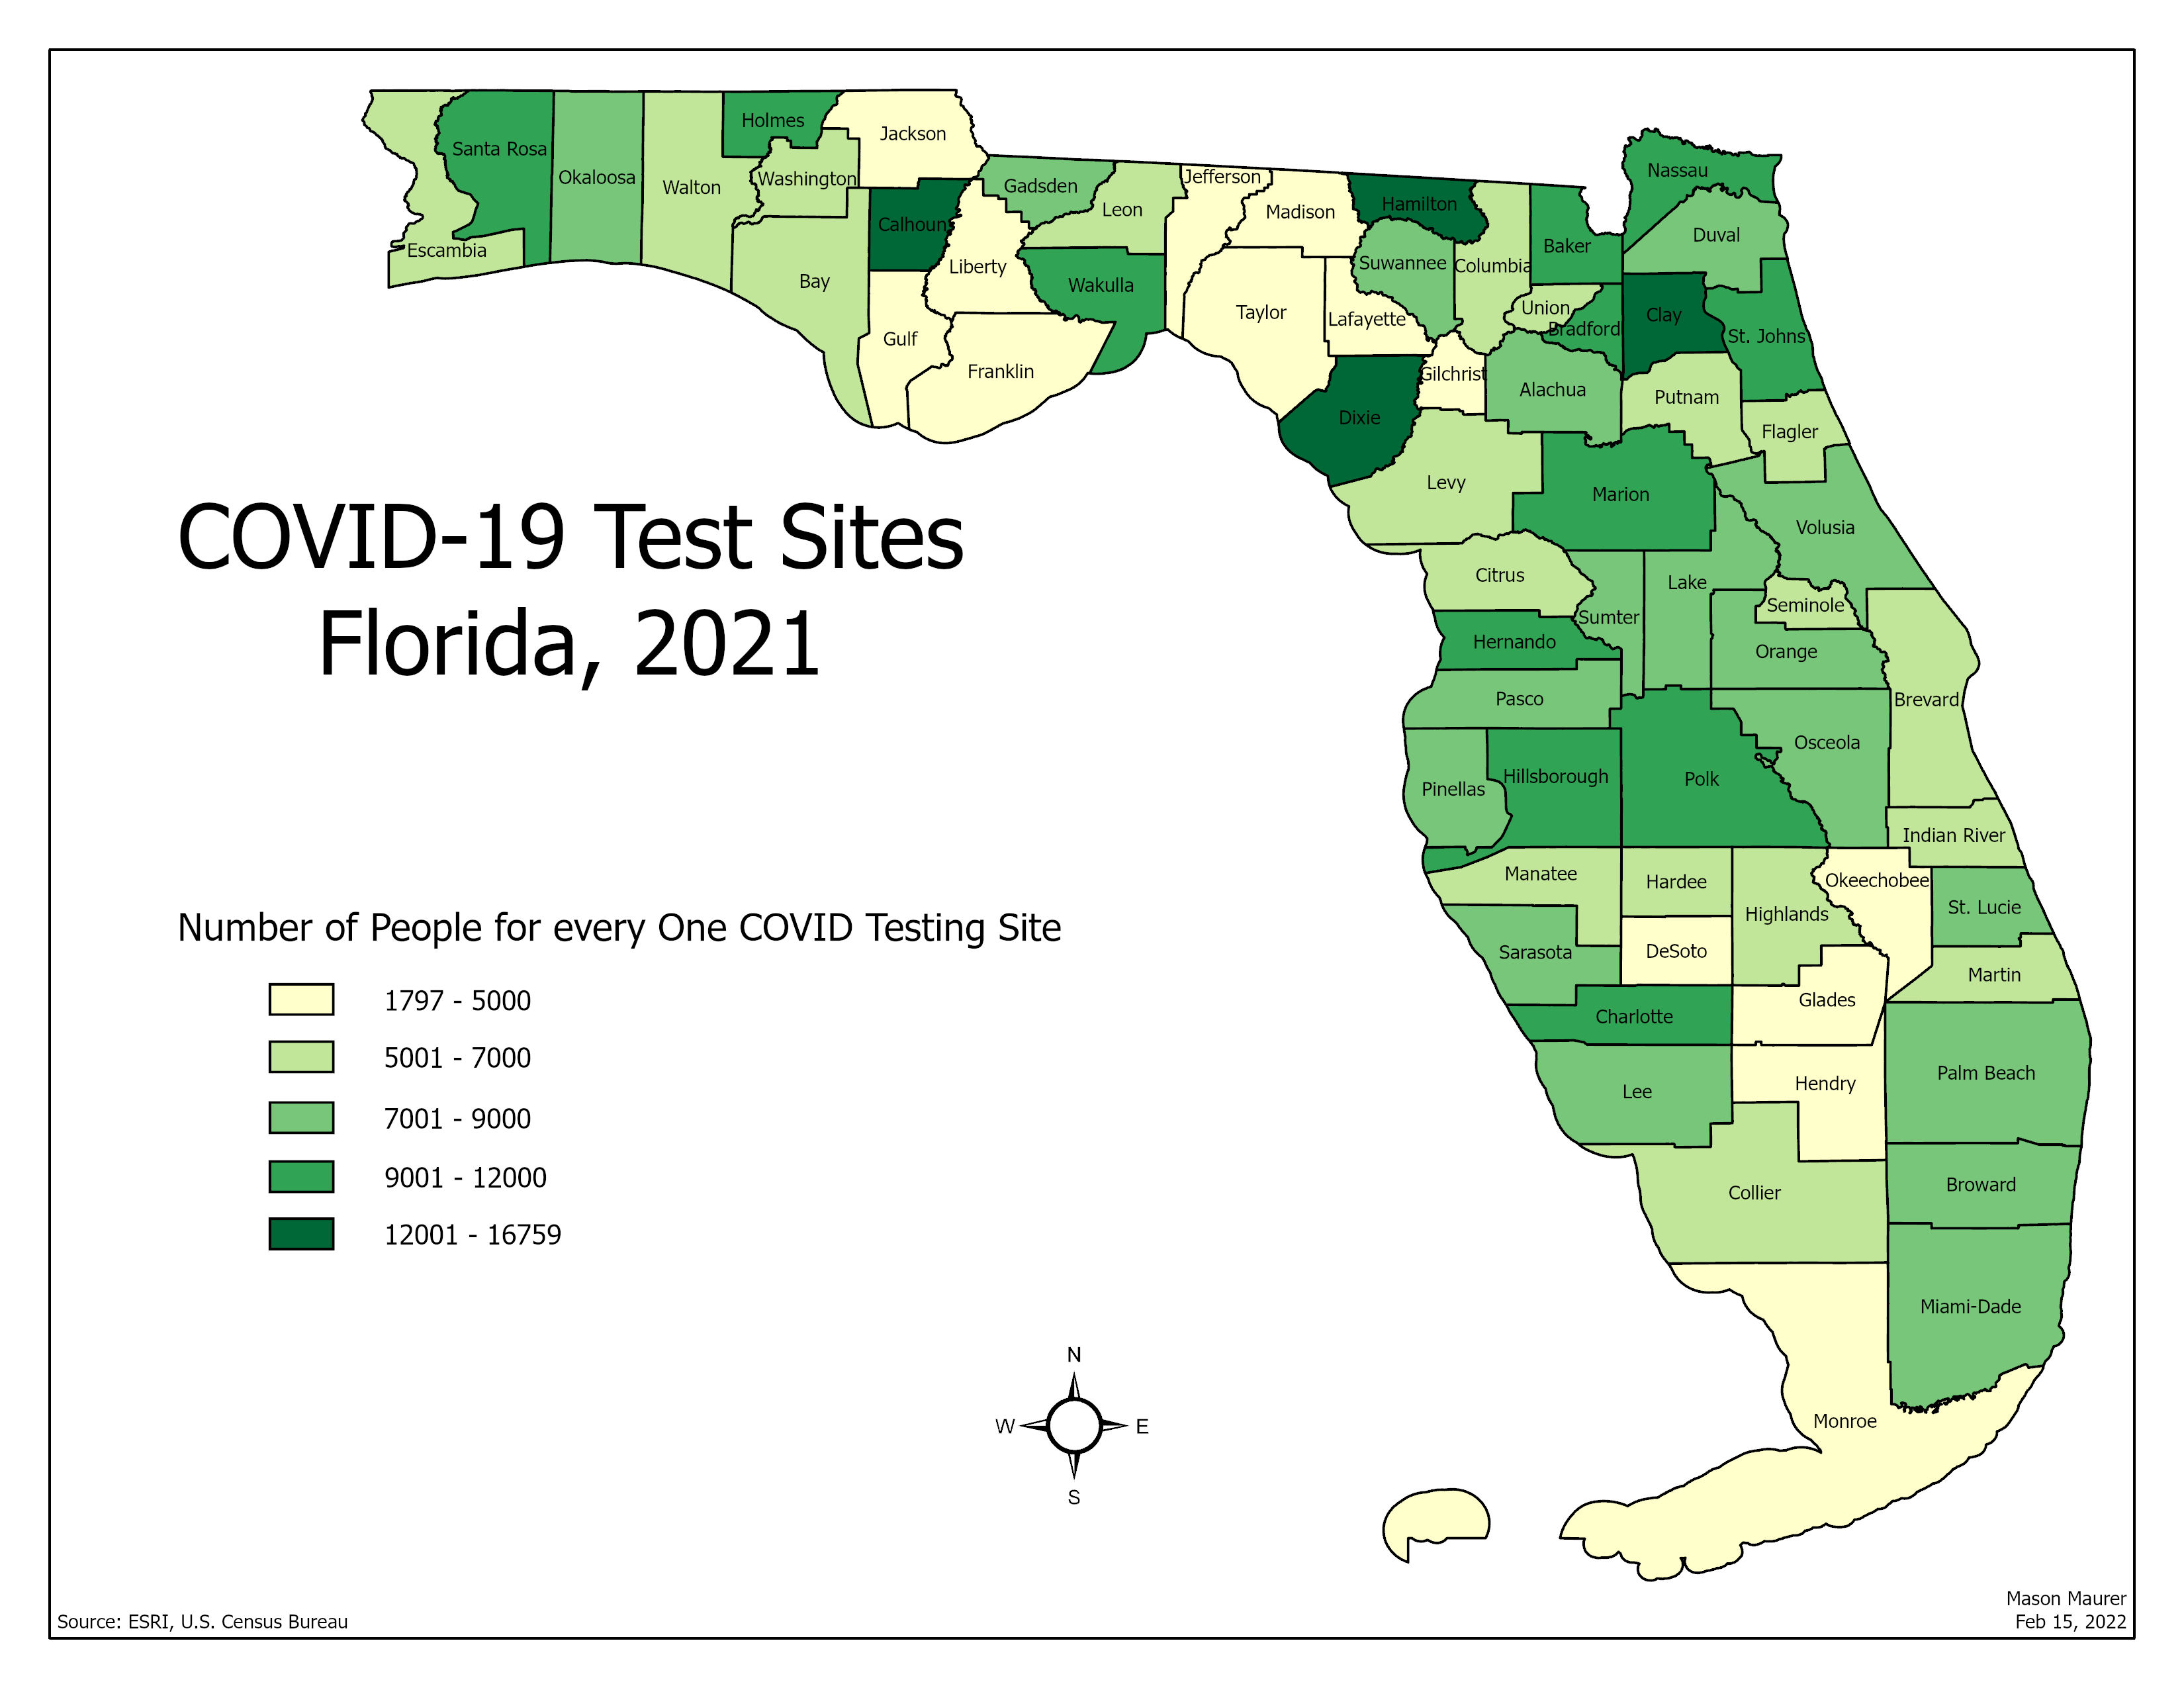 Holmes
Jackson
Santa Rosa
Okaloosa
Walton
Washington
Escambia
Bay
Calhoun
Gulf
Liberty
Franklin
Gadsden
Leon
Wakulla
Jefferson
Madison
Taylor
Hamilton
Suwannee
Lafayette
Columbia
Baker
Nassau
Duval
Union
Bradford
Clay
St. Johns
Dixie
Gilchrist
Alachua
Putnam
Flagler
Levy
Marion
Volusia
COVID-19 Test Sites
Florida, 2021
Citrus
Sumter
Lake
Seminole
Hernando
Orange
Pasco
Brevard
Pinellas
Hillsborough
Polk
Osceola
Indian River
Manatee
Hardee
Highlands
Okeechobee
St. Lucie
Sarasota
DeSoto
Martin
Charlotte
Glades
Lee
Hendry
Palm Beach
Collier
Broward
Miami-Dade
Monroe
Number of People for every One COVID Testing Site
1797 - 5000
5001 - 7000
7001 - 9000
9001 - 12000
12001 - 16759
N
W
E
S
Source: ESRI, U.S. Census Bureau
Mason Maurer
Feb 15, 2022